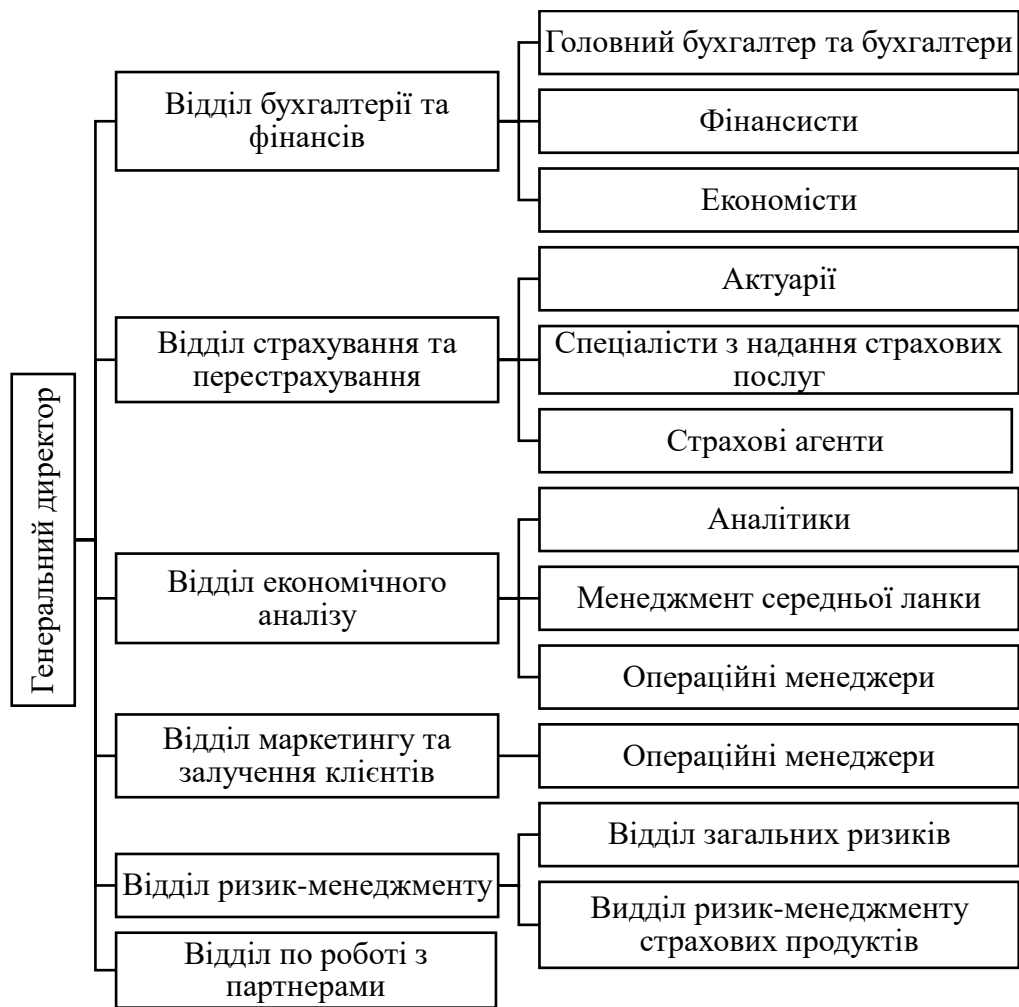 Генеральний директор
Відділ бухгалтерії та
фінансів
Головний бухгалтер та бухгалтери
Фінансисти
Економісти
Відділ страхування та
перестрахування
Актуарії
Спеціалісти з надання страхових
послуг
Страхові агенти
Відділ економічного
аналізу
Аналітики
Менеджмент середньої ланки
Операційні менеджери
Відділ маркетингу та
залучення клієнтів
Операційні менеджери
Відділ ризик-менеджменту
Відділ загальних ризиків
Видділ ризик-менеджменту
страхових продуктів
Відділ по роботі з
партнерами